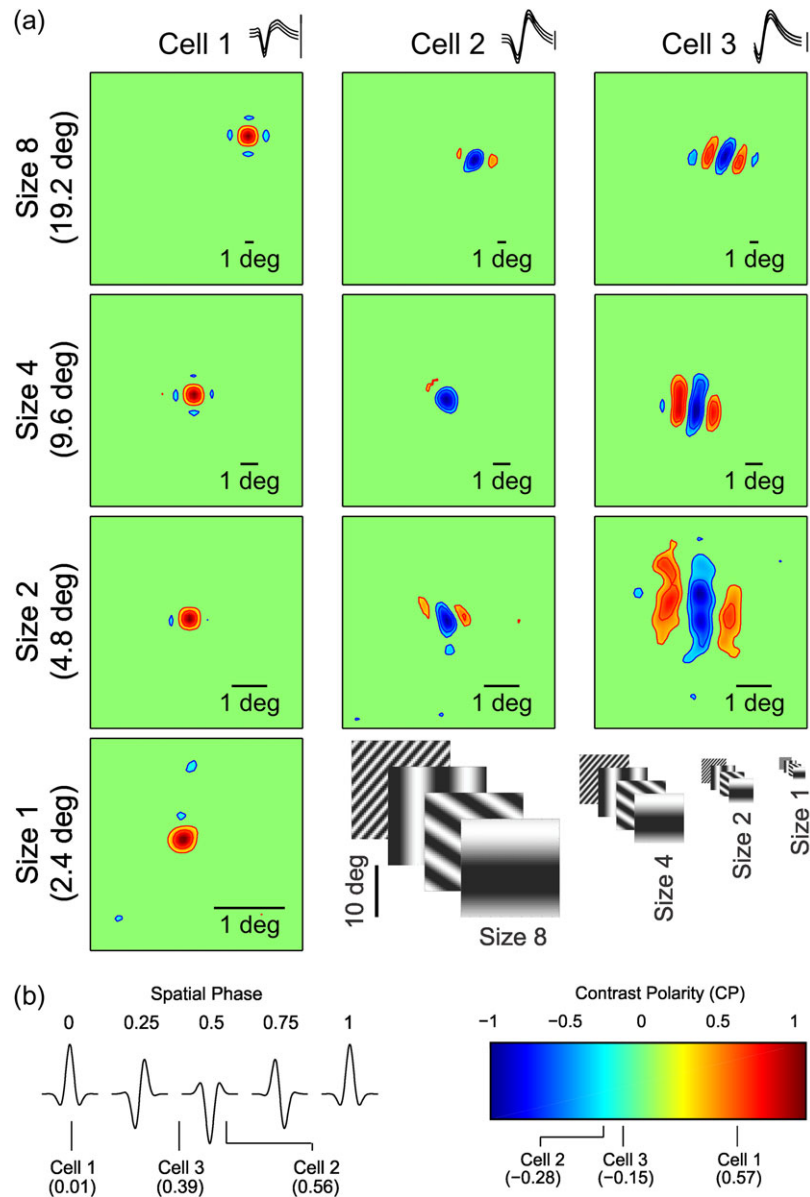 (a)
Cell 1
Cell 2
Cell 3
Size 8
(19.2 deg)
1 deg
1 deg
1 deg
Size 4
(9.6 deg)
1 deg
1 deg
1 deg
Size 2
(4.8 deg)
1 deg
1 deg
1 deg
Size 1
(2.4 deg)
1 deg
10 deg
Size 8
Size 4
Size 2
Size 1
(b)
Spatial Phase
0 0.25 0.5 0.75 1
Cell 1
(0.01)
Cell 3
(0.39)
Cell 2
(0.56)
Contrast Polarity (CP)
−1 −0.5 0 0.5 1
Cell 2
(−0.28)
Cell 3
(−0.15)
Cell 1
(0.57)